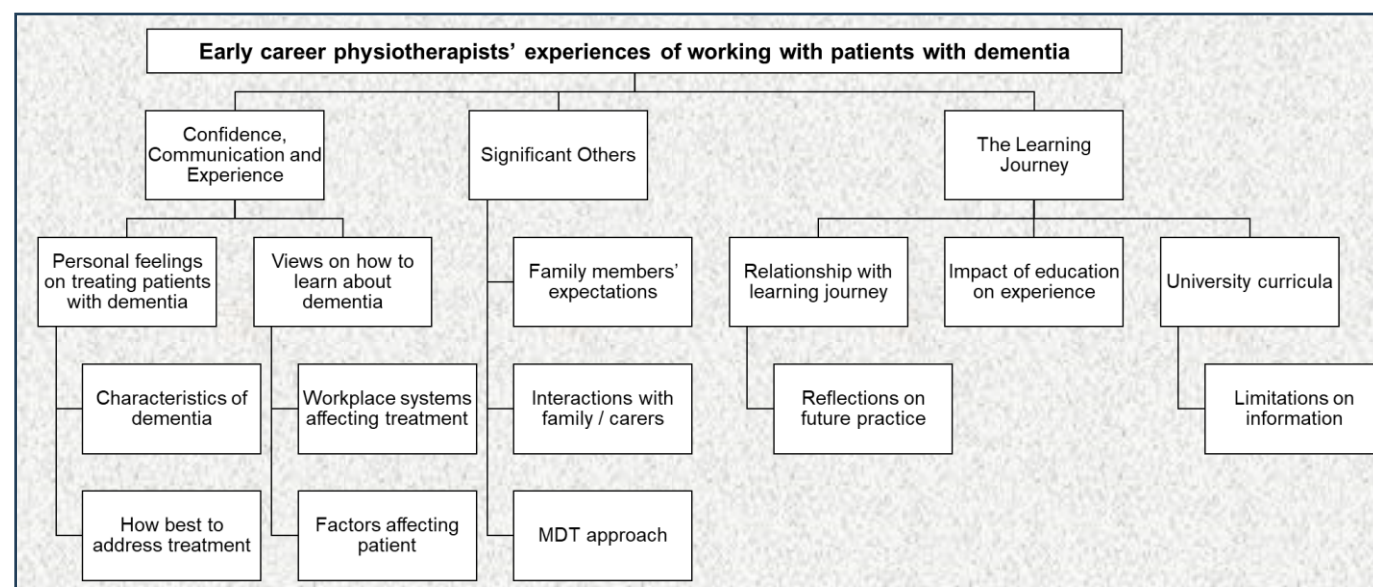 Early career physiotherapists’ experiences of working with patients with dementia
Confidence,
Communication and
Experience
Significant Others
The Learning
Journey
Personal feelings
on treating patients
with dementia
Views on how to
learn about
dementia
Family members’
expectations
Relationship with
learning journey
Impact of education
on experience
University curricula
Characteristics of
dementia
Workplace systems
affecting treatment
Interactions with
family / carers
Reflections on
future practice
Limitations on
information
How best to
address treatment
Factors affecting
patient
MDT approach